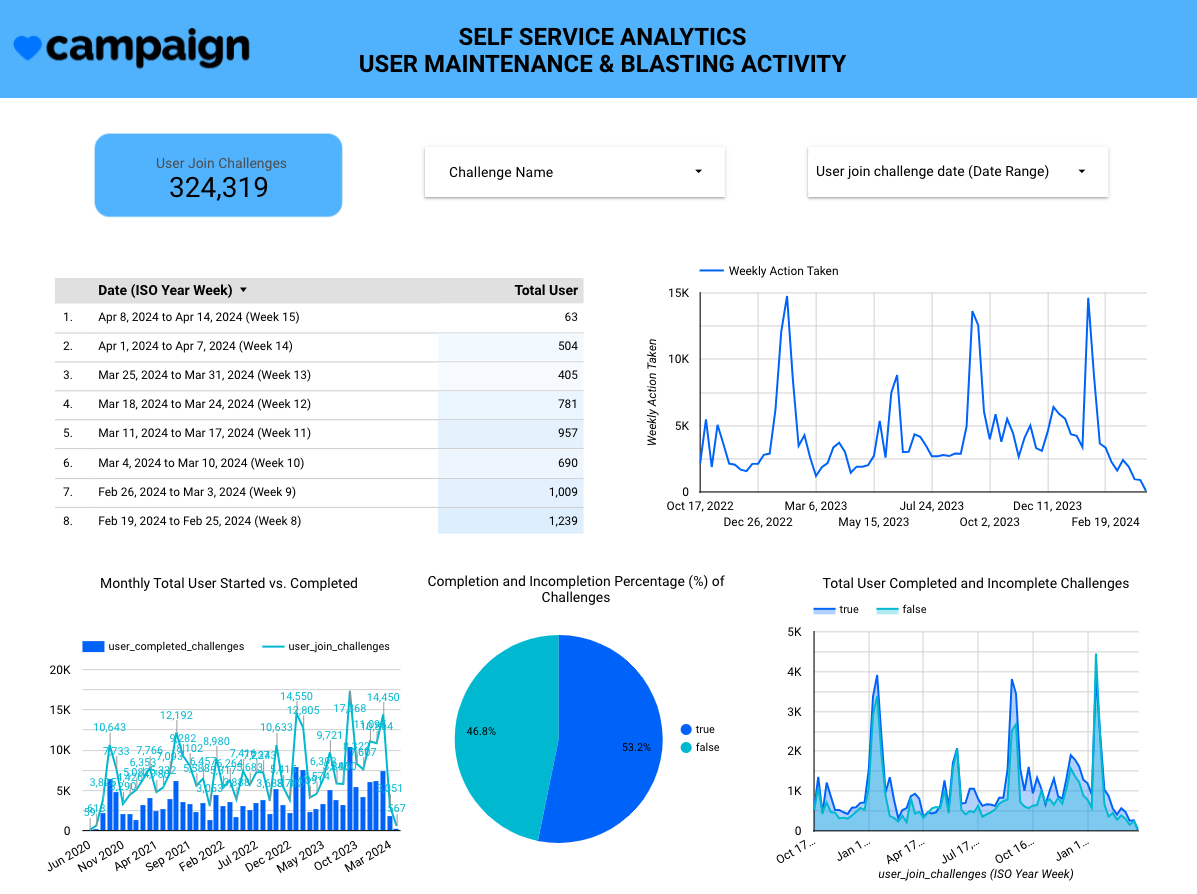 campaign
SELF SERVICE ANALYTICS
USER MAINTENANCE & BLASTING ACTIVITY
User Join Challenges
324,319
Challenge Name
User join challenge date (Date Range)
Date (ISO Year Week) Total User
1. Apr 8, 2024 to Apr 14, 2024 (Week 15) 63
2. Apr 1, 2024 to Apr 7, 2024 (Week 14) 504
3. Mar 25, 2024 to Mar 31, 2024 (Week 13) 405
4. Mar 18, 2024 to Mar 24, 2024 (Week 12) 781
5. Mar 11, 2024 to Mar 17, 2024 (Week 11) 957
6. Mar 4, 2024 to Mar 10, 2024 (Week 10) 690
7. Feb 26, 2024 to Mar 3, 2024 (Week 9) 1,009
8. Feb 19, 2024 to Feb 25, 2024 (Week 8) 1,239
Weekly Action Taken
Weekly Action Taken
15K
10K
5K
0
Oct 17, 2022 Mar 6, 2023 Jul 24, 2023 Dec 11, 2023
Dec 26, 2022 May 15, 2023 Oct 2, 2023 Feb 19, 2024
Monthly Total User Started vs. Completed
user_completed_challenges user_join_challenges
20K
15K
10K
5K
0
10,643
12,192
8,980
10,633
14,550
12,805
9,721
14,450
7,766
6,353
567
Jun 2020 Nov 2020 Apr 2021 Sep 2021 Feb 2022 Jul 2022 Dec 2022 May 2023 Oct 2023 Mar 2024
Completion and Incompletion Percentage (%) of
Challenges
46.8%
53.2%
true
false
Total User Completed and Incomplete Challenges
true false
5K
4K
3K
2K
1K
0
Oct 17... Jan 1... Apr 17... Jul 17,... Oct 16... Jan 1...
user_join_challenges (ISO Year Week)